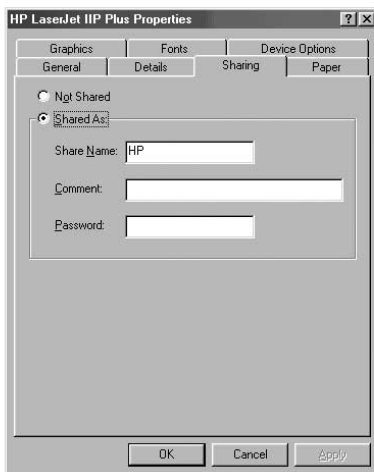 HP LaserJet IIP Plus Properties
Graphics Fonts Device Options
General Details Sharing Paper
Not Shared
Shared As:
Share Name: HP
Comment:
Password:
OK Cancel Apply